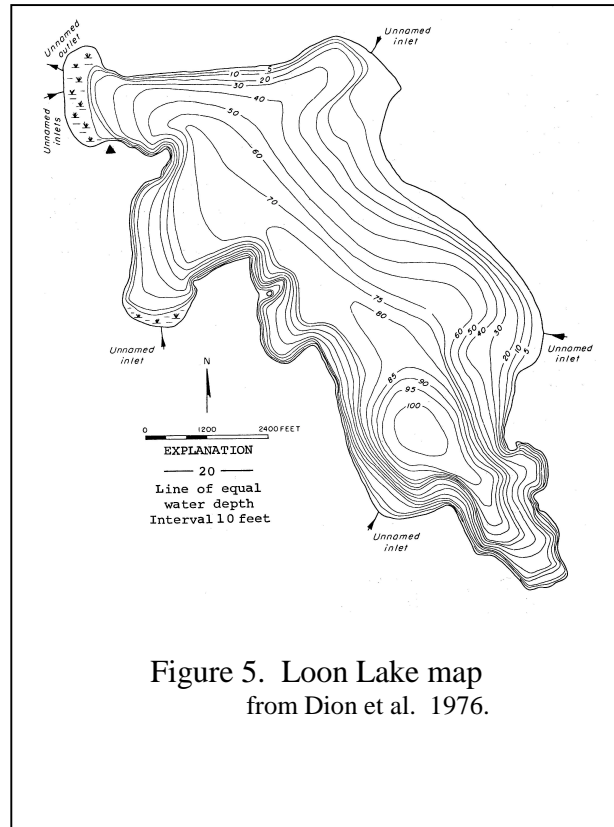 Unnamed
outlet
Unnamed
inlets
Unnamed
inlet
5
10
20
30
40
50
60
70
75
80
60
50
40
30
20
10
5
85
90
95
100
Unnamed
inlet
Unnamed
inlet
Unnamed
inlet
N
0 1200 2400 FEET
EXPLANATION
20
Line of equal
water depth
Interval 10 feet
Figure 5. Loon Lake map
from Dion et al. 1976.